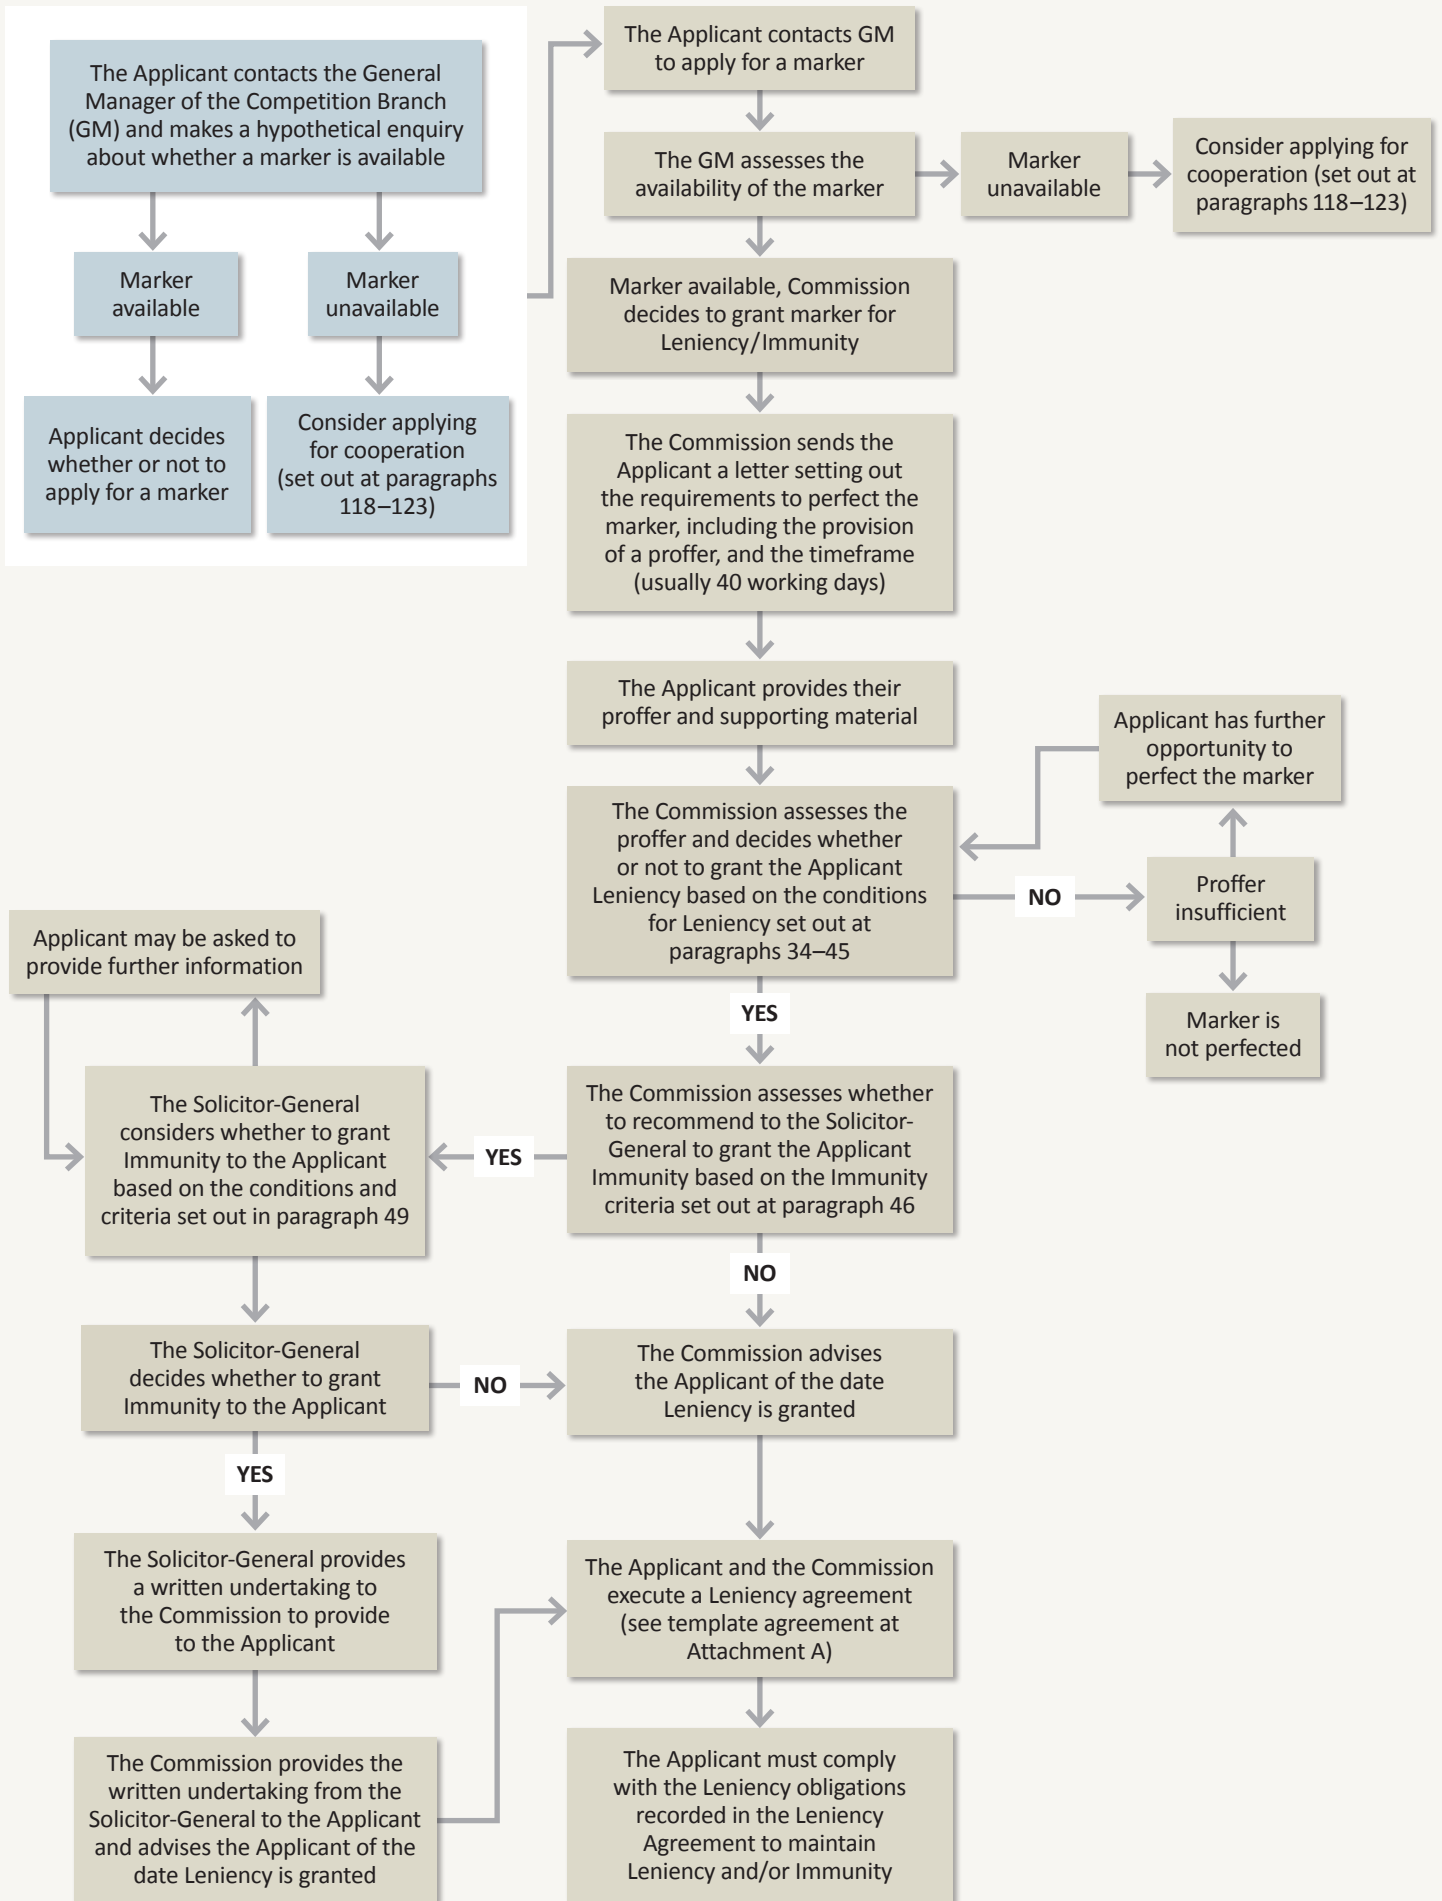 The Applicant contacts the General
Manager of the Competition Branch
(GM) and makes a hypothetical enquiry
about whether a marker is available
Marker
available
Marker
unavailable
Applicant decides
whether or not to
apply for a marker
Consider applying
for cooperation
(set out at paragraphs
118–123)
The Applicant contacts GM
to apply for a marker
The GM assesses the
availability of the marker
Marker
unavailable
Consider applying for
cooperation (set out at
paragraphs 118–123)
Marker available, Commission
decides to grant marker for
Leniency/Immunity
The Commission sends the
Applicant a letter setting out
the requirements to perfect the
marker, including the provision
of a proffer, and the timeframe
(usually 40 working days)
The Applicant provides their
proffer and supporting material
The Commission assesses the
proffer and decides whether
or not to grant the Applicant
Leniency based on the conditions
for Leniency set out at
paragraphs 34–45
NO
Proffer
insufficient
Applicant has further
opportunity to
perfect the marker
Marker is
not perfected
YES
The Commission assesses whether
to recommend to the Solicitor-
General to grant the Applicant
Immunity based on the Immunity
criteria set out at paragraph 46
YES
The Solicitor-General
considers whether to grant
Immunity to the Applicant
based on the conditions and
criteria set out in paragraph 49
Applicant may be asked to
provide further information
NO
The Solicitor-General
decides whether to grant
Immunity to the Applicant
NO
The Commission advises
the Applicant of the date
Leniency is granted
YES
The Solicitor-General provides
a written undertaking to
the Commission to provide
to the Applicant
The Commission provides the
written undertaking from the
Solicitor-General to the Applicant
and advises the Applicant of the
date Leniency is granted
The Applicant and the Commission
execute a Leniency agreement
(see template agreement at
Attachment A)
The Applicant must comply
with the Leniency obligations
recorded in the Leniency
Agreement to maintain
Leniency and/or Immunity